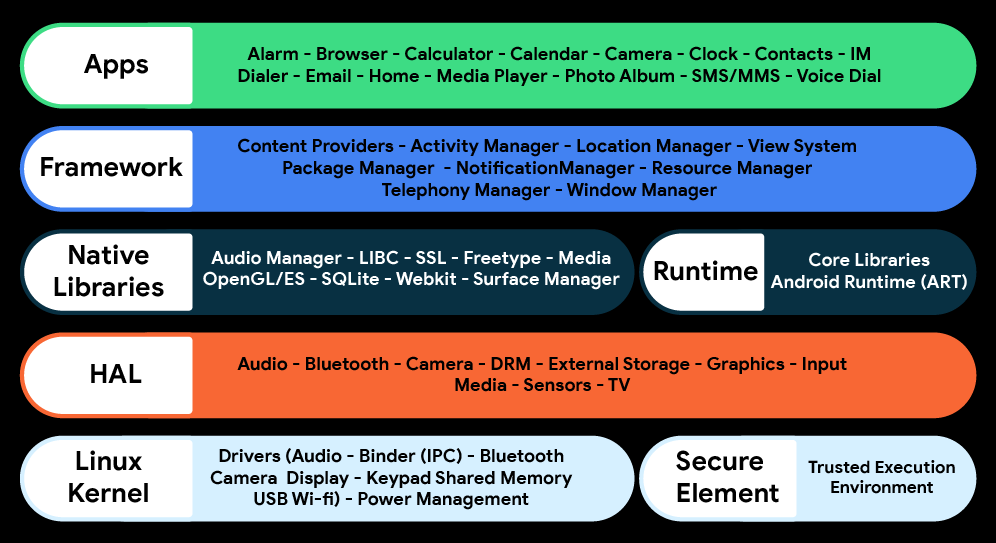 Apps
Alarm - Browser - Calculator - Calendar - Camera - Clock - Contacts - IM
Dialer - Email - Home - Media Player - Photo Album - SMS/MMS - Voice Dial
Framework
Content Providers - Activity Manager - Location Manager - View System
Package Manager - NotificationManager - Resource Manager
Telephony Manager - Window Manager
Native
Libraries
Audio Manager - LIBC - SSL - Freetype - Media
OpenGL/ES - SQLite - Webkit - Surface Manager
Runtime
Core Libraries
Android Runtime (ART)
HAL
Audio - Bluetooth - Camera - DRM - External Storage - Graphics - Input
Media - Sensors - TV
Linux
Kernel
Drivers (Audio - Binder (IPC) - Bluetooth
Camera Display - Keypad Shared Memory
USB Wi-fi) - Power Management
Secure
Element
Trusted Execution
Environment